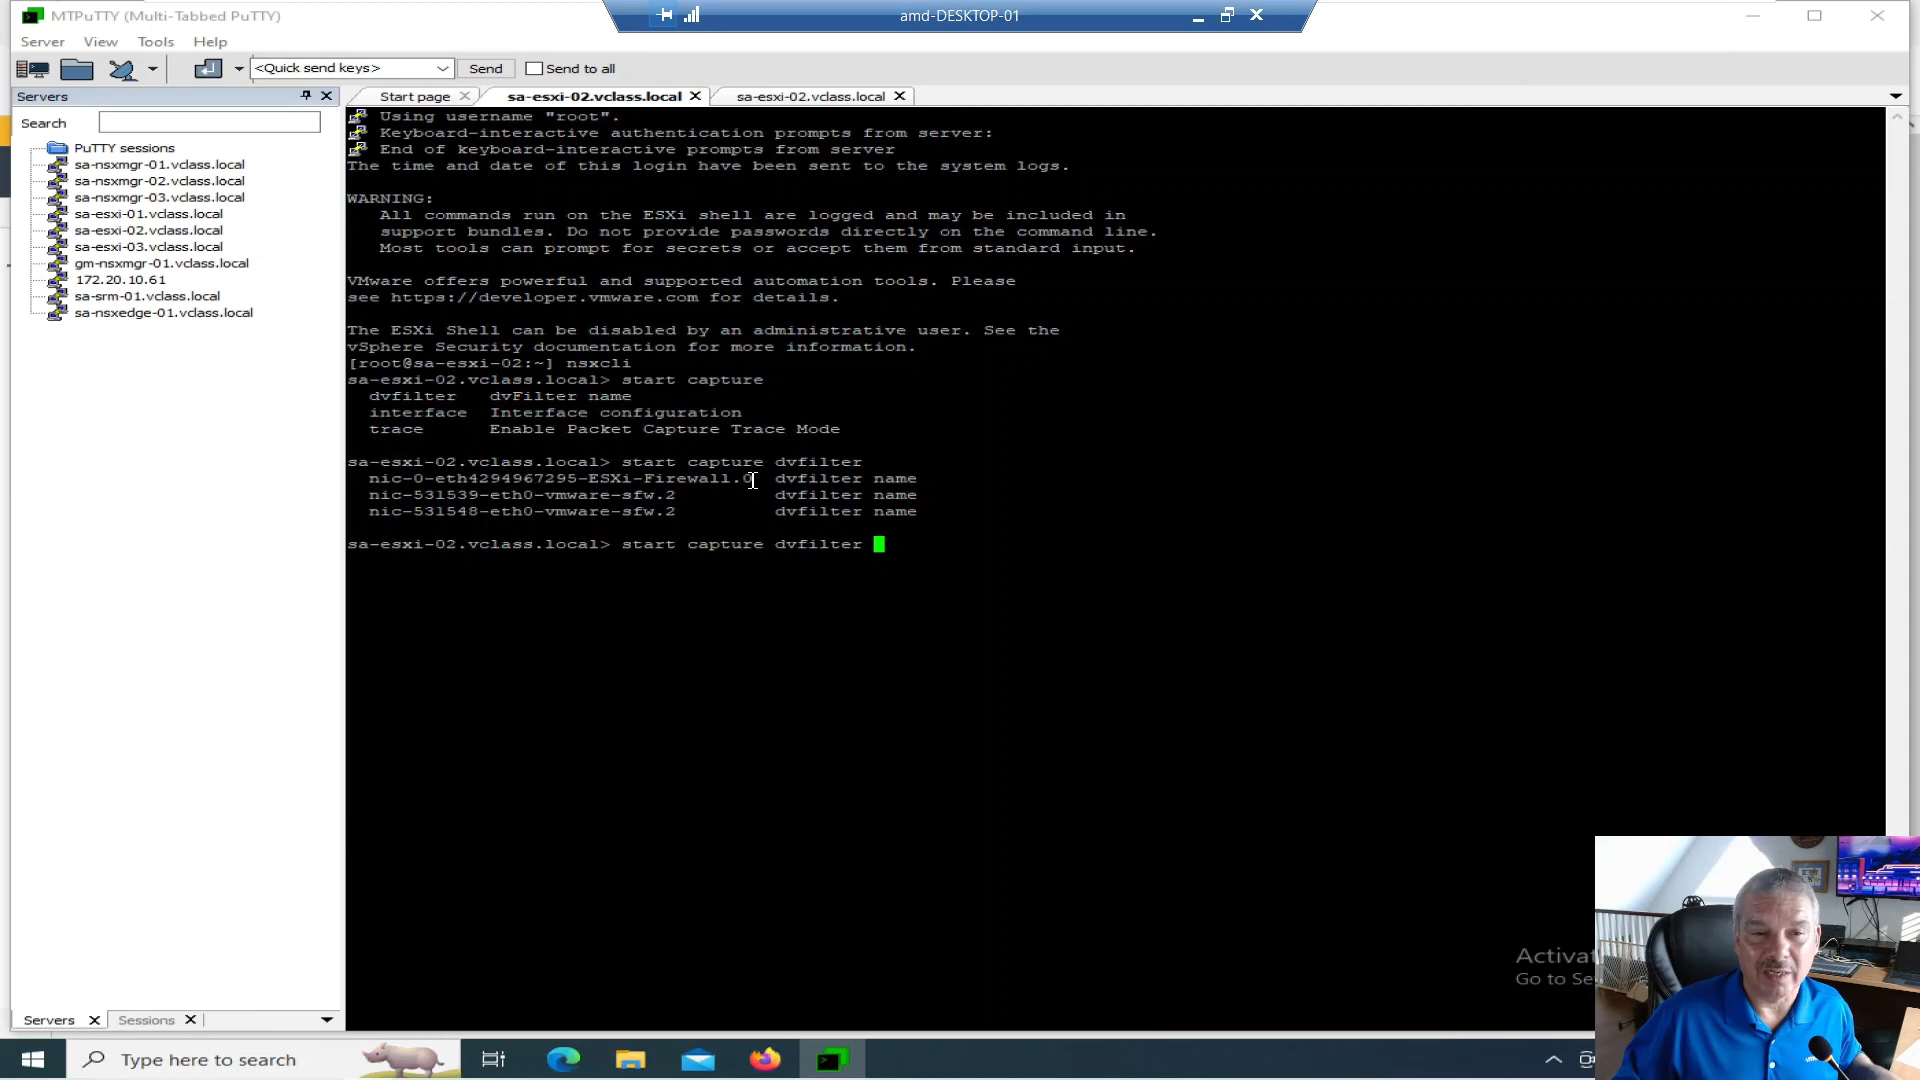 MTPuTTY (Multi-Tabbed PuTTY)
amd-DESKTOP-01
Server View Tools Help
<Quick send keys> Send Send to all
Servers
Start page
sa-esxi-02.vclass.local
sa-esxi-02.vclass.local
Search
PuTTY sessions
sa-nsxmgr-01.vclass.local
sa-nsxmgr-02.vclass.local
sa-nsxmgr-03.vclass.local
sa-esxi-01.vclass.local
sa-esxi-02.vclass.local
sa-esxi-03.vclass.local
gm-nsxmgr-01.vclass.local
172.20.10.61
sa-srm-01.vclass.local
sa-nsxedge-01.vclass.local
Using username "root".
Keyboard-interactive authentication prompts from server:
End of keyboard-interactive prompts from server
The time and date of this login have been sent to the system logs.
WARNING:
All commands run on the ESXi shell are logged and may be included in
support bundles. Do not provide passwords directly on the command line.
Most tools can prompt for secrets or accept them from standard input.
VMware offers powerful and supported automation tools. Please
see https://developer.vmware.com for details.
The ESXi Shell can be disabled by an administrative user. See the
vSphere Security documentation for more information.
[root@sa-esxi-02:~] nsxcli
sa-esxi-02.vclass.local> start capture
dvfilter dvFilter name
interface Interface configuration
trace Enable Packet Capture Trace Mode
sa-esxi-02.vclass.local> start capture dvfilter
nic-0-eth4294967295-ESXi-Firewall.0 dvfilter name
nic-531539-eth0-vmware-sfw.2 dvfilter name
nic-531548-eth0-vmware-sfw.2 dvfilter name
sa-esxi-02.vclass.local> start capture dvfilter
Servers Sessions
Go to
Type here to search